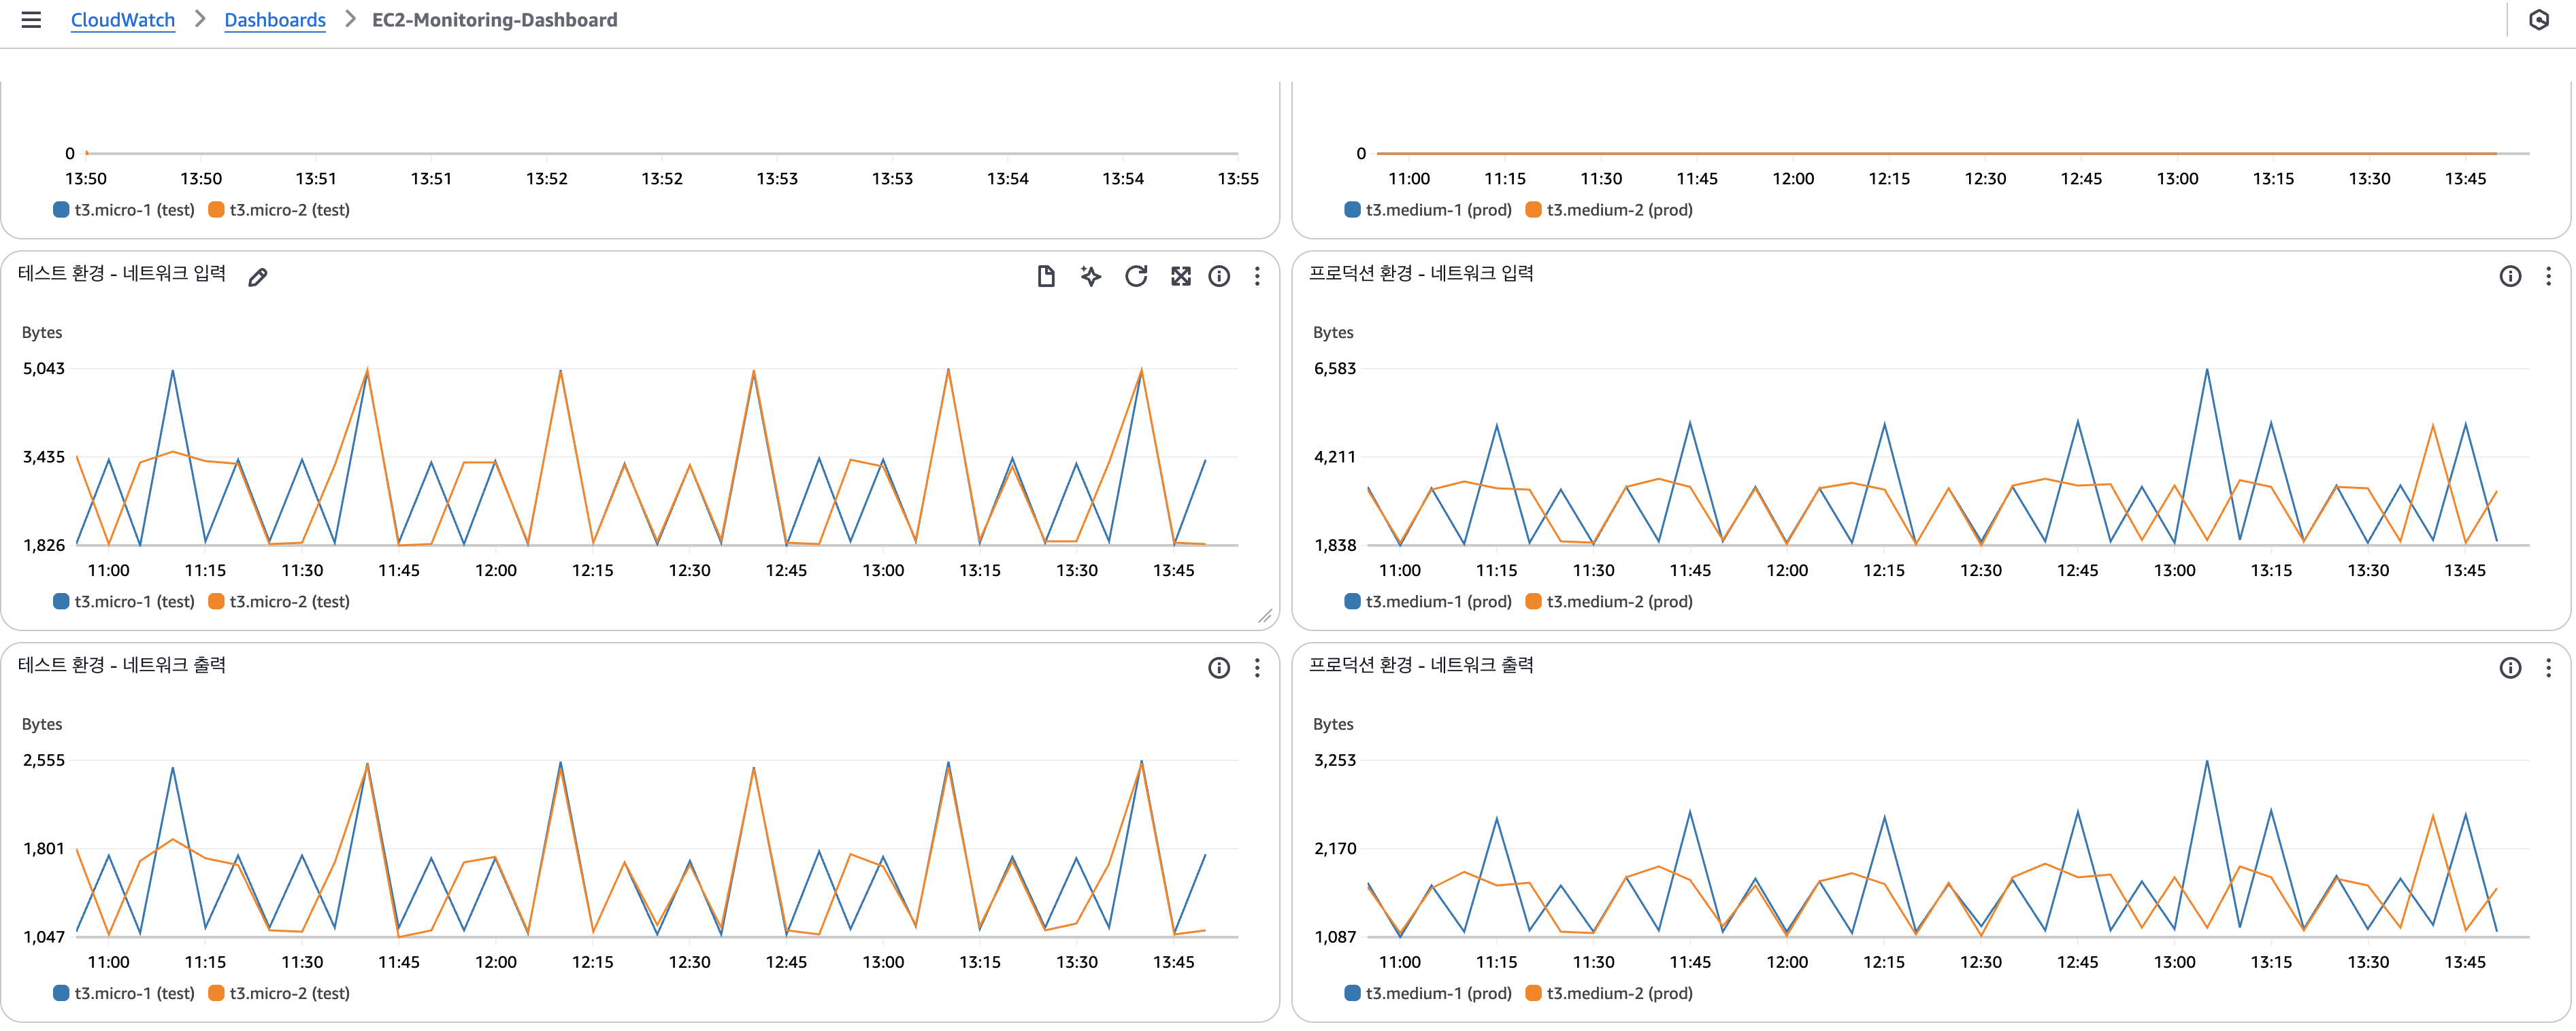 CloudWatch > Dashboards > EC2-Monitoring-Dashboard
0
13:50 13:50 13:51 13:51 13:52 13:52 13:53 13:53 13:54 13:54 13:55
t3.micro-1 (test) t3.micro-2 (test)
0
11:00 11:15 11:30 11:45 12:00 12:15 12:30 12:45 13:00 13:15 13:30 13:45
t3.medium-1 (prod) t3.medium-2 (prod)
테스트 환경 - 네트워크 입력
Bytes
5,043
3,435
1,826
11:00 11:15 11:30 11:45 12:00 12:15 12:30 12:45 13:00 13:15 13:30 13:45
t3.micro-1 (test) t3.micro-2 (test)
프로덕션 환경 - 네트워크 입력
Bytes
6,583
4,211
1,838
11:00 11:15 11:30 11:45 12:00 12:15 12:30 12:45 13:00 13:15 13:30 13:45
t3.medium-1 (prod) t3.medium-2 (prod)
테스트 환경 - 네트워크 출력
Bytes
2,555
1,801
1,047
11:00 11:15 11:30 11:45 12:00 12:15 12:30 12:45 13:00 13:15 13:30 13:45
t3.micro-1 (test) t3.micro-2 (test)
프로덕션 환경 - 네트워크 출력
Bytes
3,253
2,170
1,087
11:00 11:15 11:30 11:45 12:00 12:15 12:30 12:45 13:00 13:15 13:30 13:45
t3.medium-1 (prod) t3.medium-2 (prod)